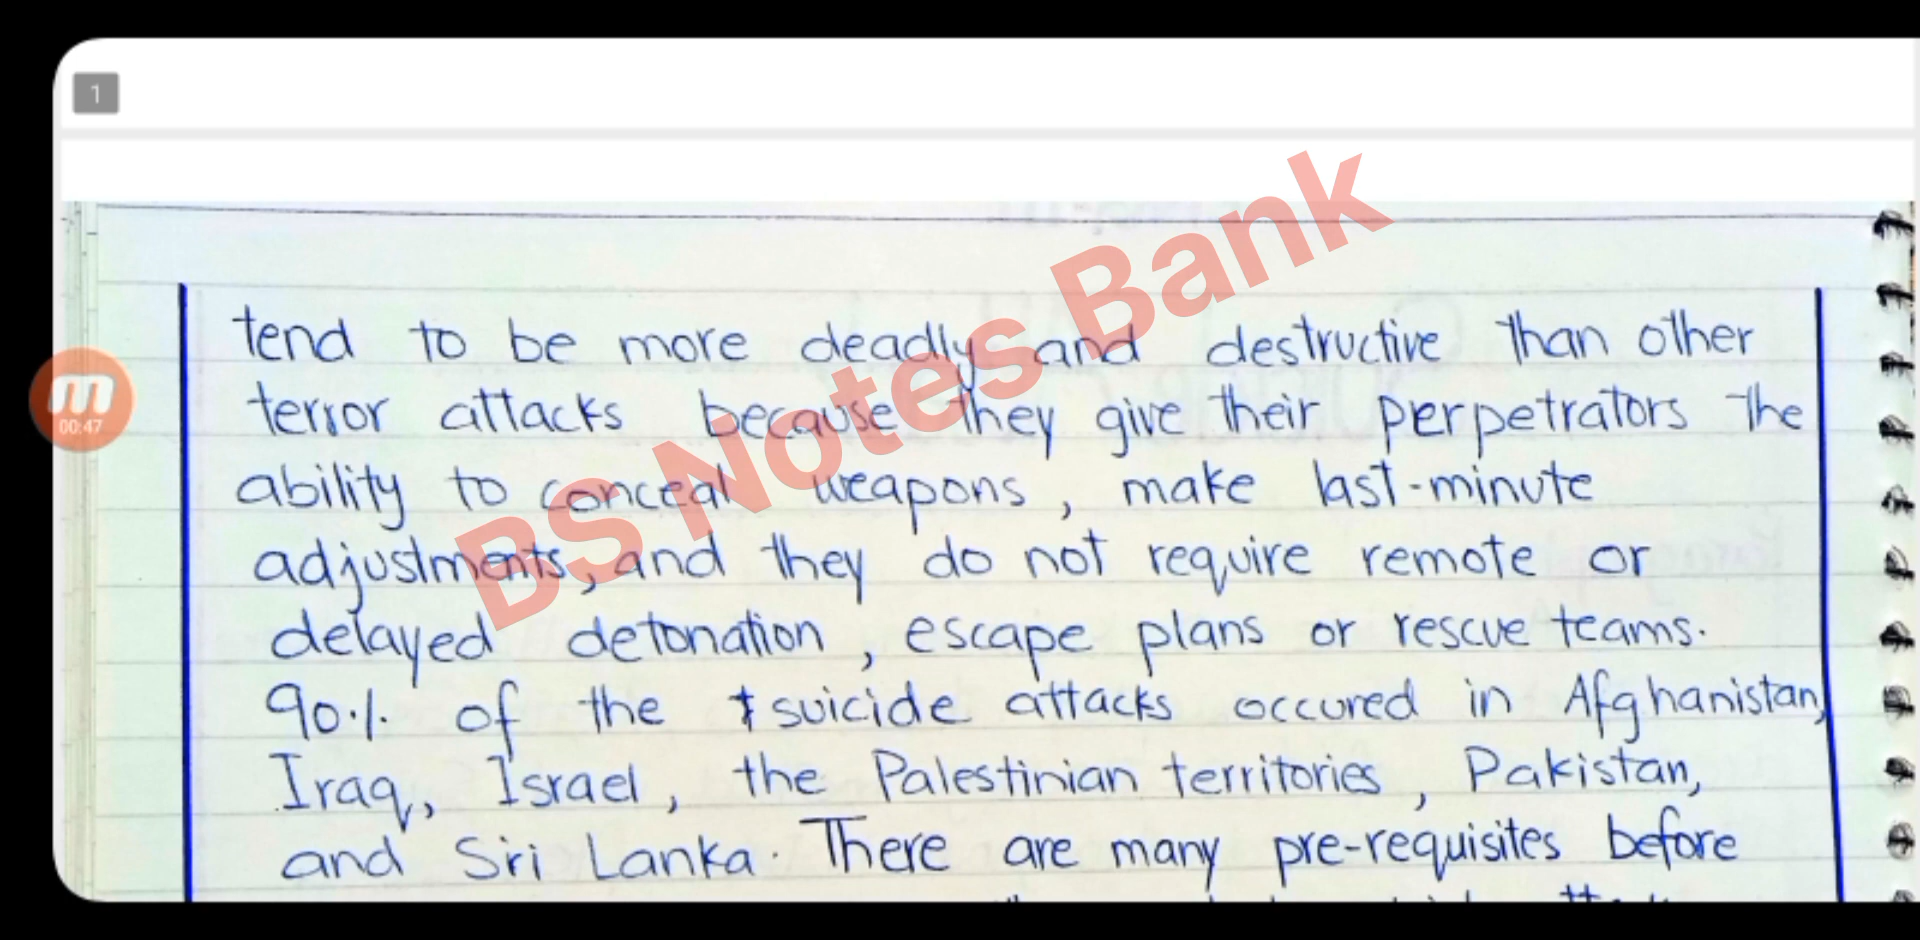 1
BS Notes Bank
00:47
tend to be more deadly and destructive than other
terror attacks because they give their perpetrators the
ability to conceal weapons, make last-minute
adjustments, and they do not require remote or
delayed detonation, escape plans or rescue teams.
90% of the suicide attacks occured in Afghanistan,
Iraq, Israel, the Palestinian territories, Pakistan,
and Sri Lanka. There are many pre-requisites before